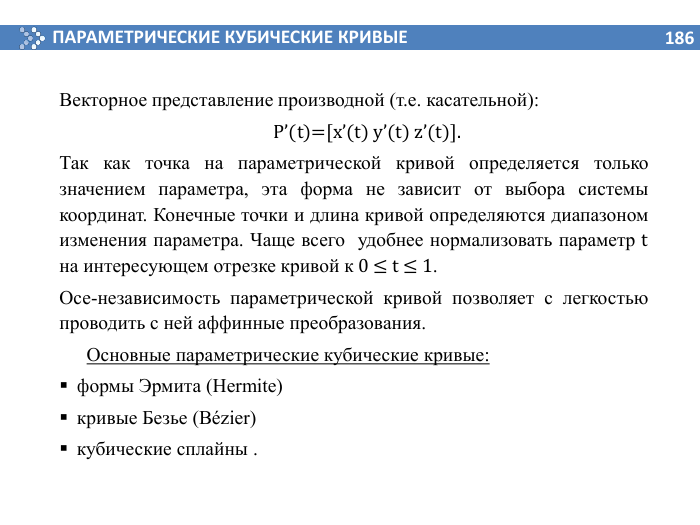 ПАРАМЕТРИЧЕСКИЕ КУБИЧЕСКИЕ КРИВЫЕ
186
Векторное представление производной (т.е. касательной):
P’(t)=[x’(t) y’(t) z’(t)].
Так как точка на параметрической кривой определяется только
значением параметра, эта форма не зависит от выбора системы
координат. Конечные точки и длина кривой определяются диапазоном
изменения параметра. Чаще всего  удобнее нормализовать параметр t
на интересующем отрезке кривой к 0 ≤ t ≤ 1.
Осе-независимость параметрической кривой позволяет с легкостью
проводить с ней аффинные преобразования.
Основные параметрические кубические кривые:
▪ формы Эрмита (Hermite)
▪ кривые Безье (Bézier)
▪ кубические сплайны .